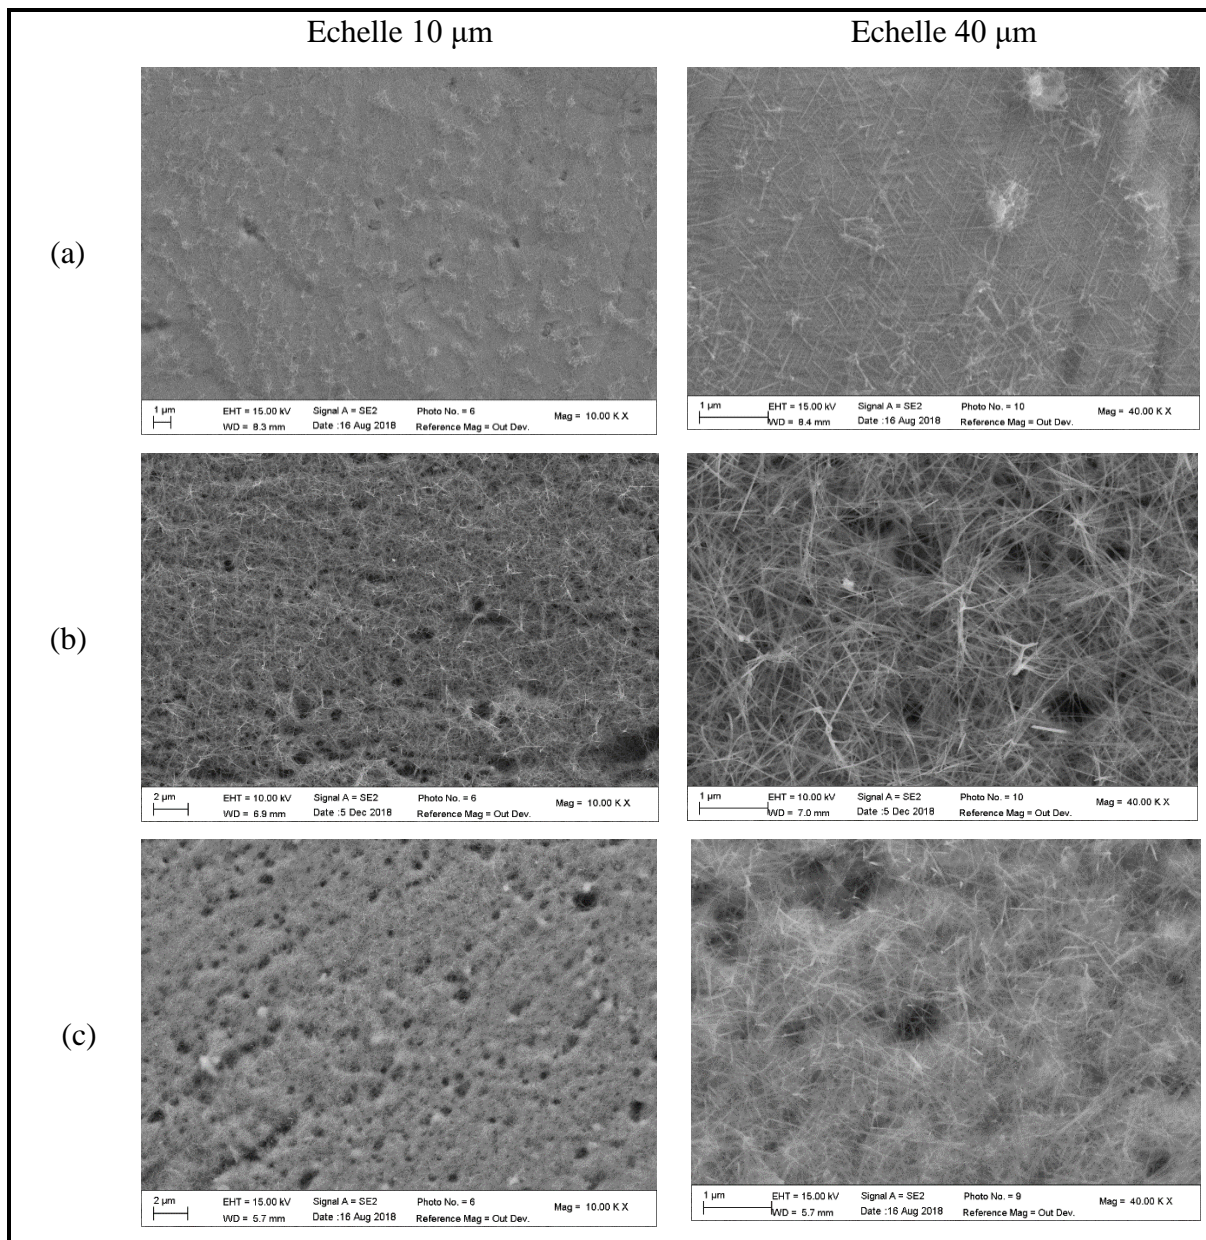 Echelle 10 μm
Echelle 40 μm
(a)
1 μm
EHT = 15.00 kV
WD = 8.3 mm
Signal A = SE2
Date :16 Aug 2018
Photo No. = 6
Reference Mag = Out Dev.
Mag = 10.00 K X
1 μm
EHT = 15.00 kV
WD = 8.4 mm
Signal A = SE2
Date :16 Aug 2018
Photo No. = 10
Reference Mag = Out Dev.
Mag = 40.00 K X
(b)
2 μm
EHT = 10.00 kV
WD = 6.9 mm
Signal A = SE2
Date :5 Dec 2018
Photo No. = 6
Reference Mag = Out Dev.
Mag = 10.00 K X
1 μm
EHT = 10.00 kV
WD = 7.0 mm
Signal A = SE2
Date :5 Dec 2018
Photo No. = 10
Reference Mag = Out Dev.
Mag = 40.00 K X
(c)
2 μm
EHT = 15.00 kV
WD = 5.7 mm
Signal A = SE2
Date :16 Aug 2018
Photo No. = 6
Reference Mag = Out Dev.
Mag = 10.00 K X
1 μm
EHT = 15.00 kV
WD = 5.7 mm
Signal A = SE2
Date :16 Aug 2018
Photo No. = 9
Reference Mag = Out Dev.
Mag = 40.00 K X